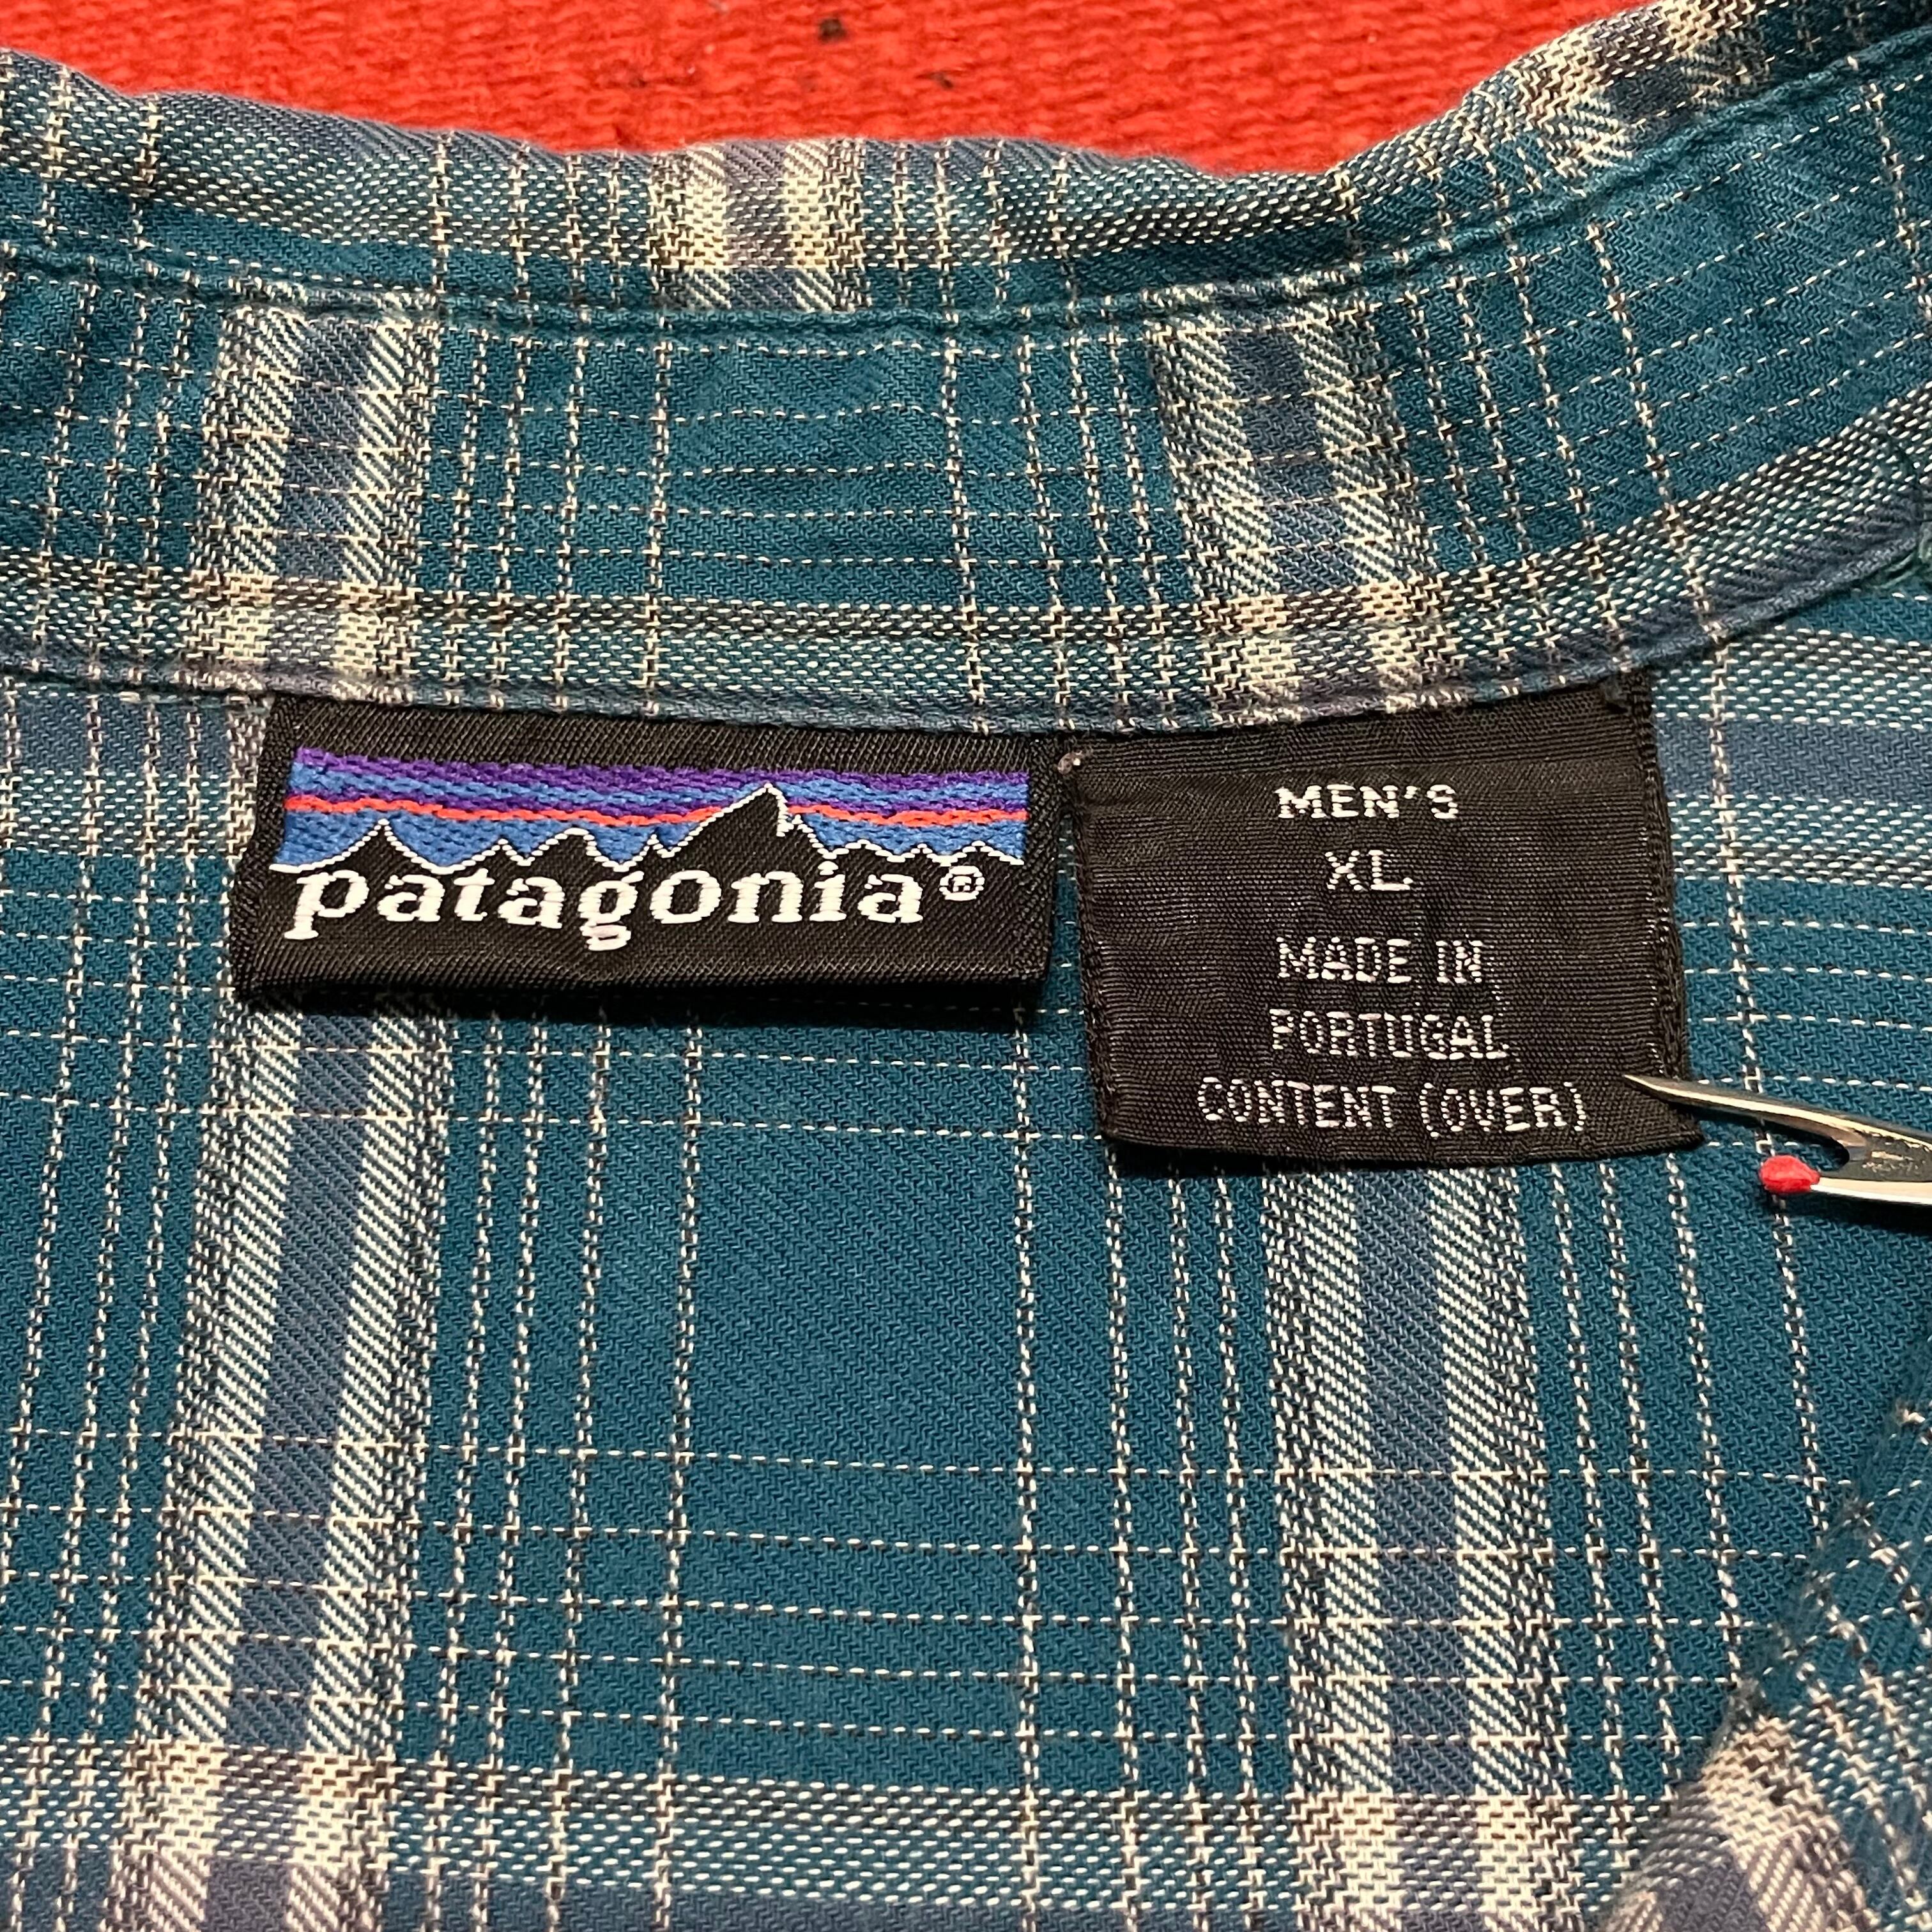 patagonia®
MEN'S
XL
MADE IN
PORTUGAL
CONTENT (OVER)